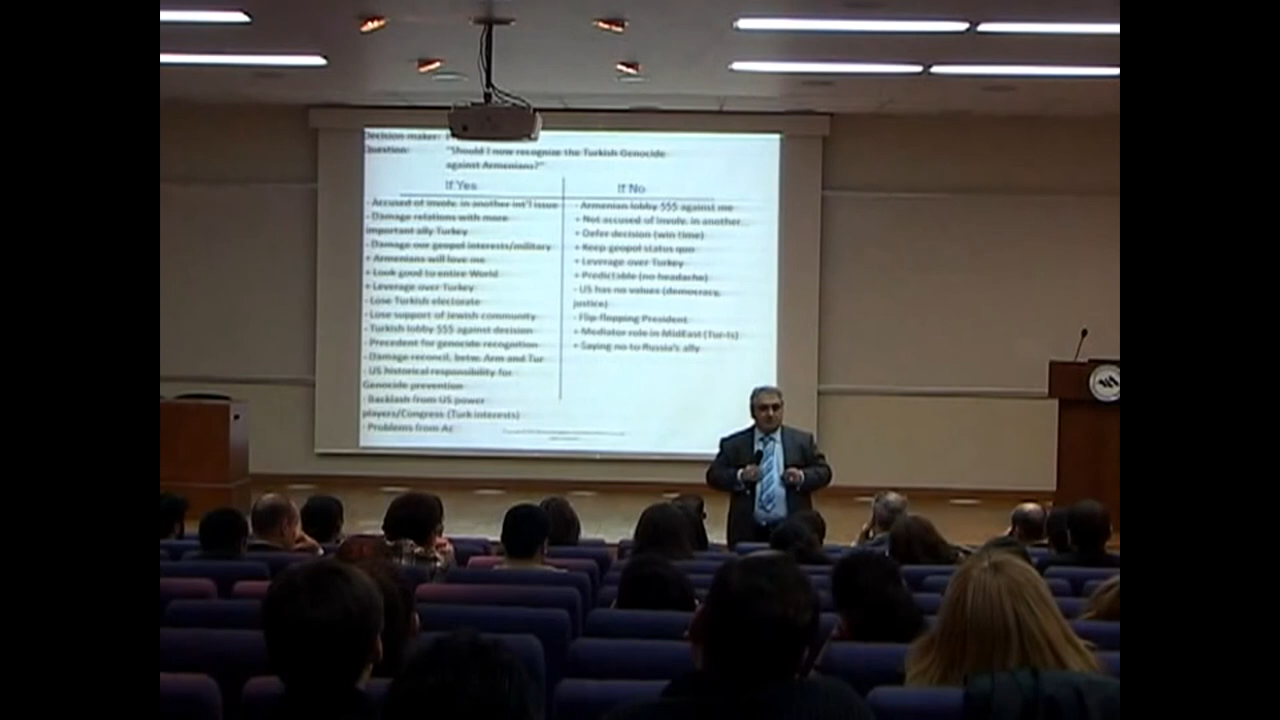 Decision maker:
Question: "Should I now recognize the Turkish Genocide
against Armenians?"
If Yes
- Accused of involv. in another int'l issue
- Damage relations with more
important ally Turkey
- Damage our geopol interests/military
+ Armenians will love me
+ Look good to entire World
+ Leverage over Turkey
- Lose Turkish electorate
- Lose support of Jewish community
- Turkish lobby $$$ against decision
- Precedent for genocide recognition
- Damage reconcil. betw. Arm and Tur
- US historical responsibility for
Genocide prevention
- Backlash from US power
players/Congress (Turk interests)
- Problems from Ac
If No
- Armenian lobby $$$ against me
+ Not accused of involv. in another...
+ Defer decision (win time)
+ Keep geopol status quo
+ Leverage over Turkey
+ Predictable (no headache)
- US has no values (democracy,
justice)
- Flip-flopping President
+ Mediator role in MidEast (Tur-Is)
+ Saying no to Russia's ally